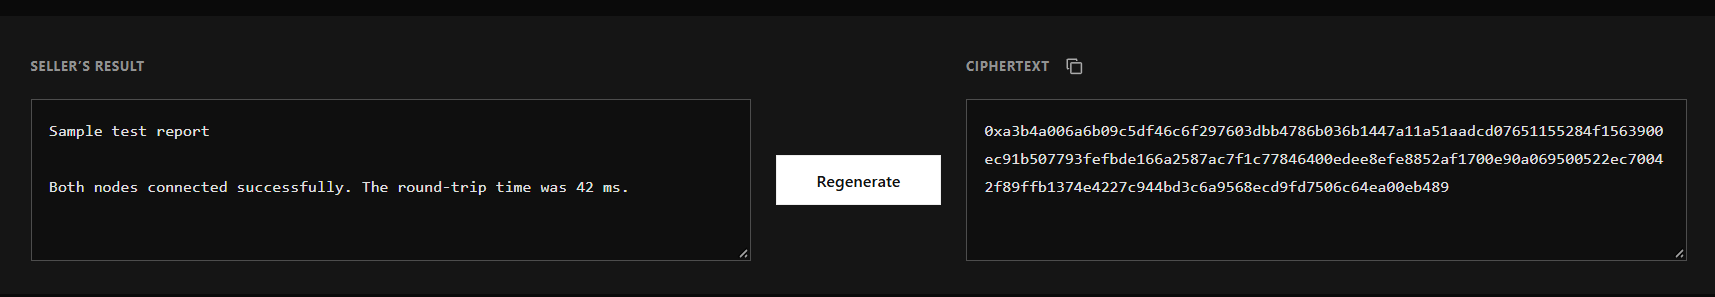 SELLER'S RESULT
Sample test report
Both nodes connected successfully. The round-trip time was 42 ms.
Regenerate
CIPHERTEXT
0xa3b4a006a6b09c5df46c6f297603dbb4786b036b1447a11a51aadcd07651155284f1563900
ec91b507793fefbde166a2587ac7f1c77846400edee8efe8852af1700e90a069500522ec7004
2f89ffb1374e4227c944bd3c6a9568ecd9fd7506c64ea00eb489